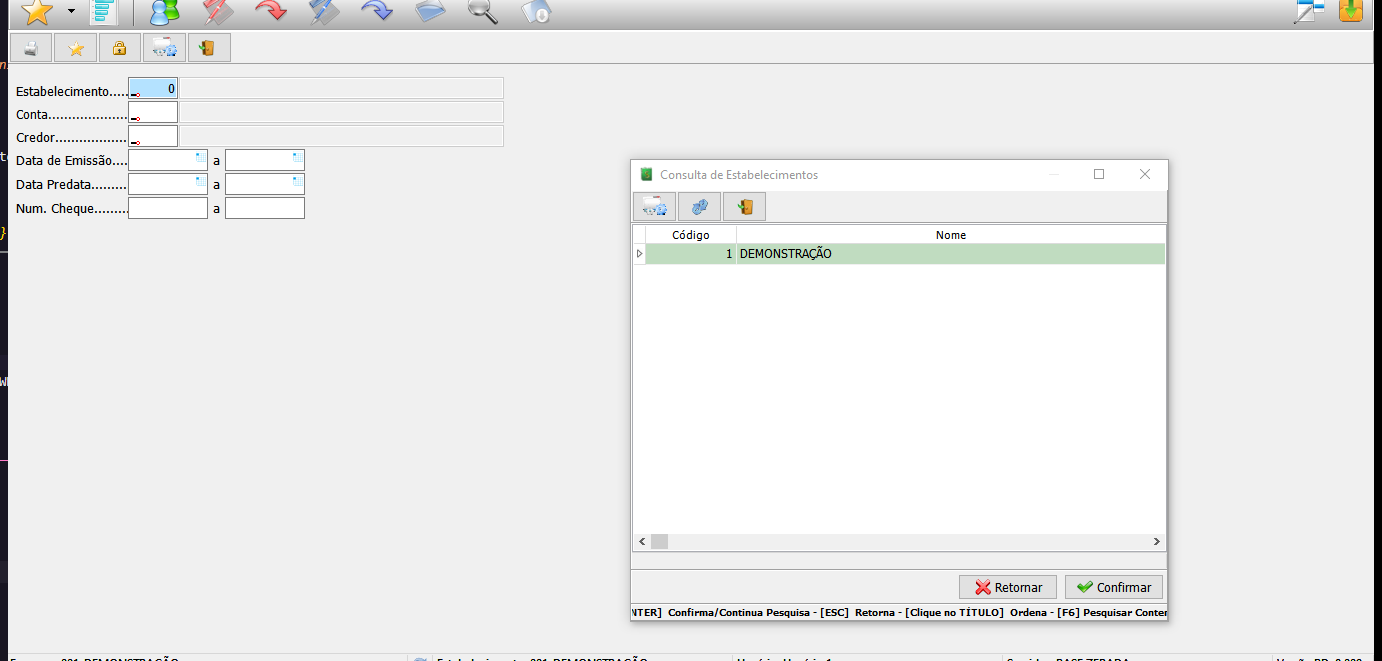 Estabelecimento..... 0
Conta....................
Credor..................
Data de Emissão.... a
Data Predata......... a
Num. Cheque......... a
Consulta de Estabelecimentos
Código Nome
1 DEMONSTRAÇÃO
Retornar Confirmar
NTER] Confirma/Continua Pesquisa - [ESC] Retorna - [Clique no TÍTULO] Ordena - [F6] Pesquisar Conter